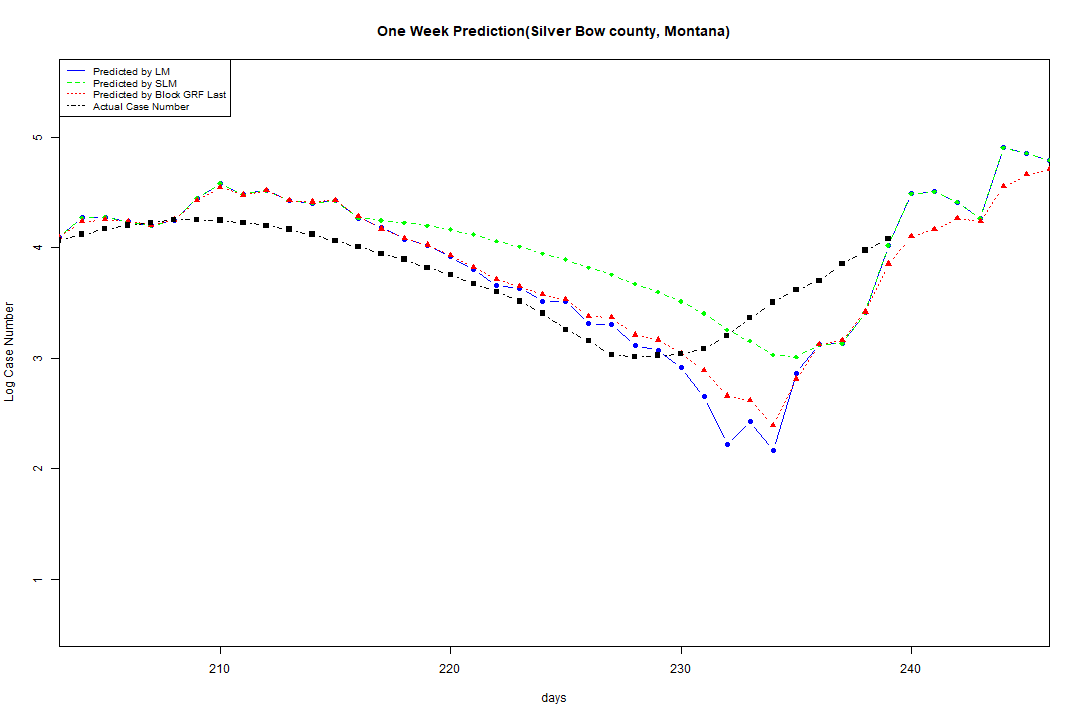 One Week Prediction(Silver Bow county, Montana)
Predicted by LM
Predicted by SLM
Predicted by Block GRF Last
Actual Case Number
5
4
3
2
1
Log Case Number
210 220 230 240
days